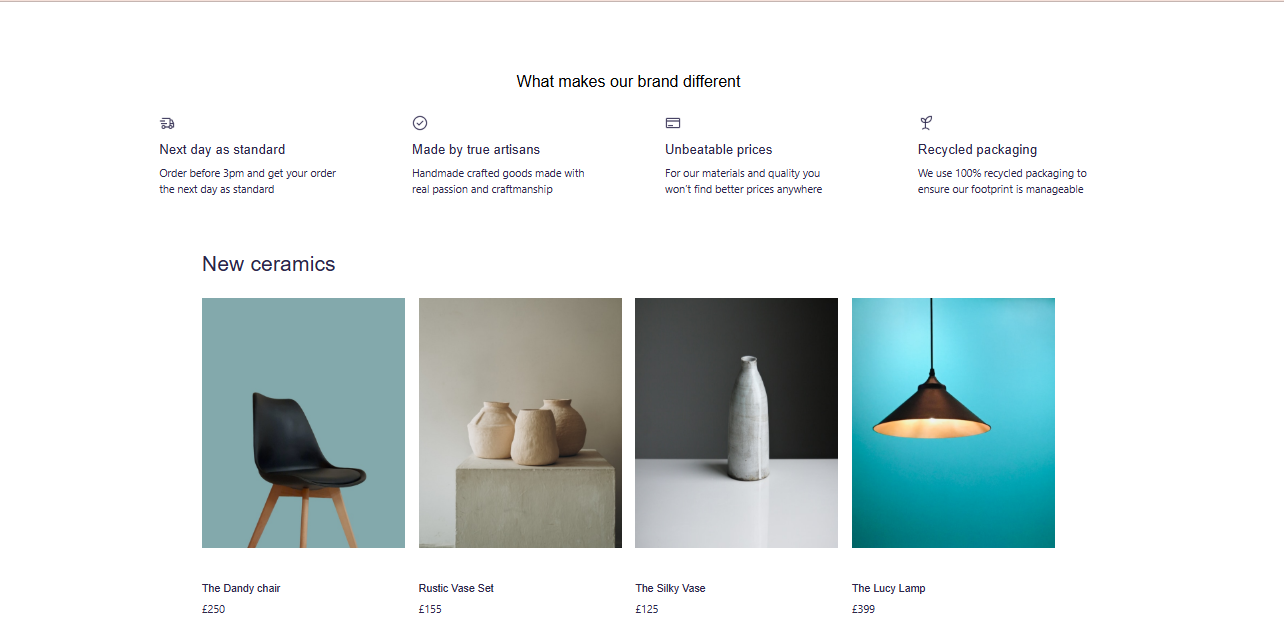 What makes our brand different
Next day as standard
Order before 3pm and get your order
the next day as standard
Made by true artisans
Handmade crafted goods made with
real passion and craftmanship
Unbeatable prices
For our materials and quality you
won't find better prices anywhere
Recycled packaging
We use 100% recycled packaging to
ensure our footprint is manageable
New ceramics
The Dandy chair
£250
Rustic Vase Set
£155
The Silky Vase
£125
The Lucy Lamp
£399